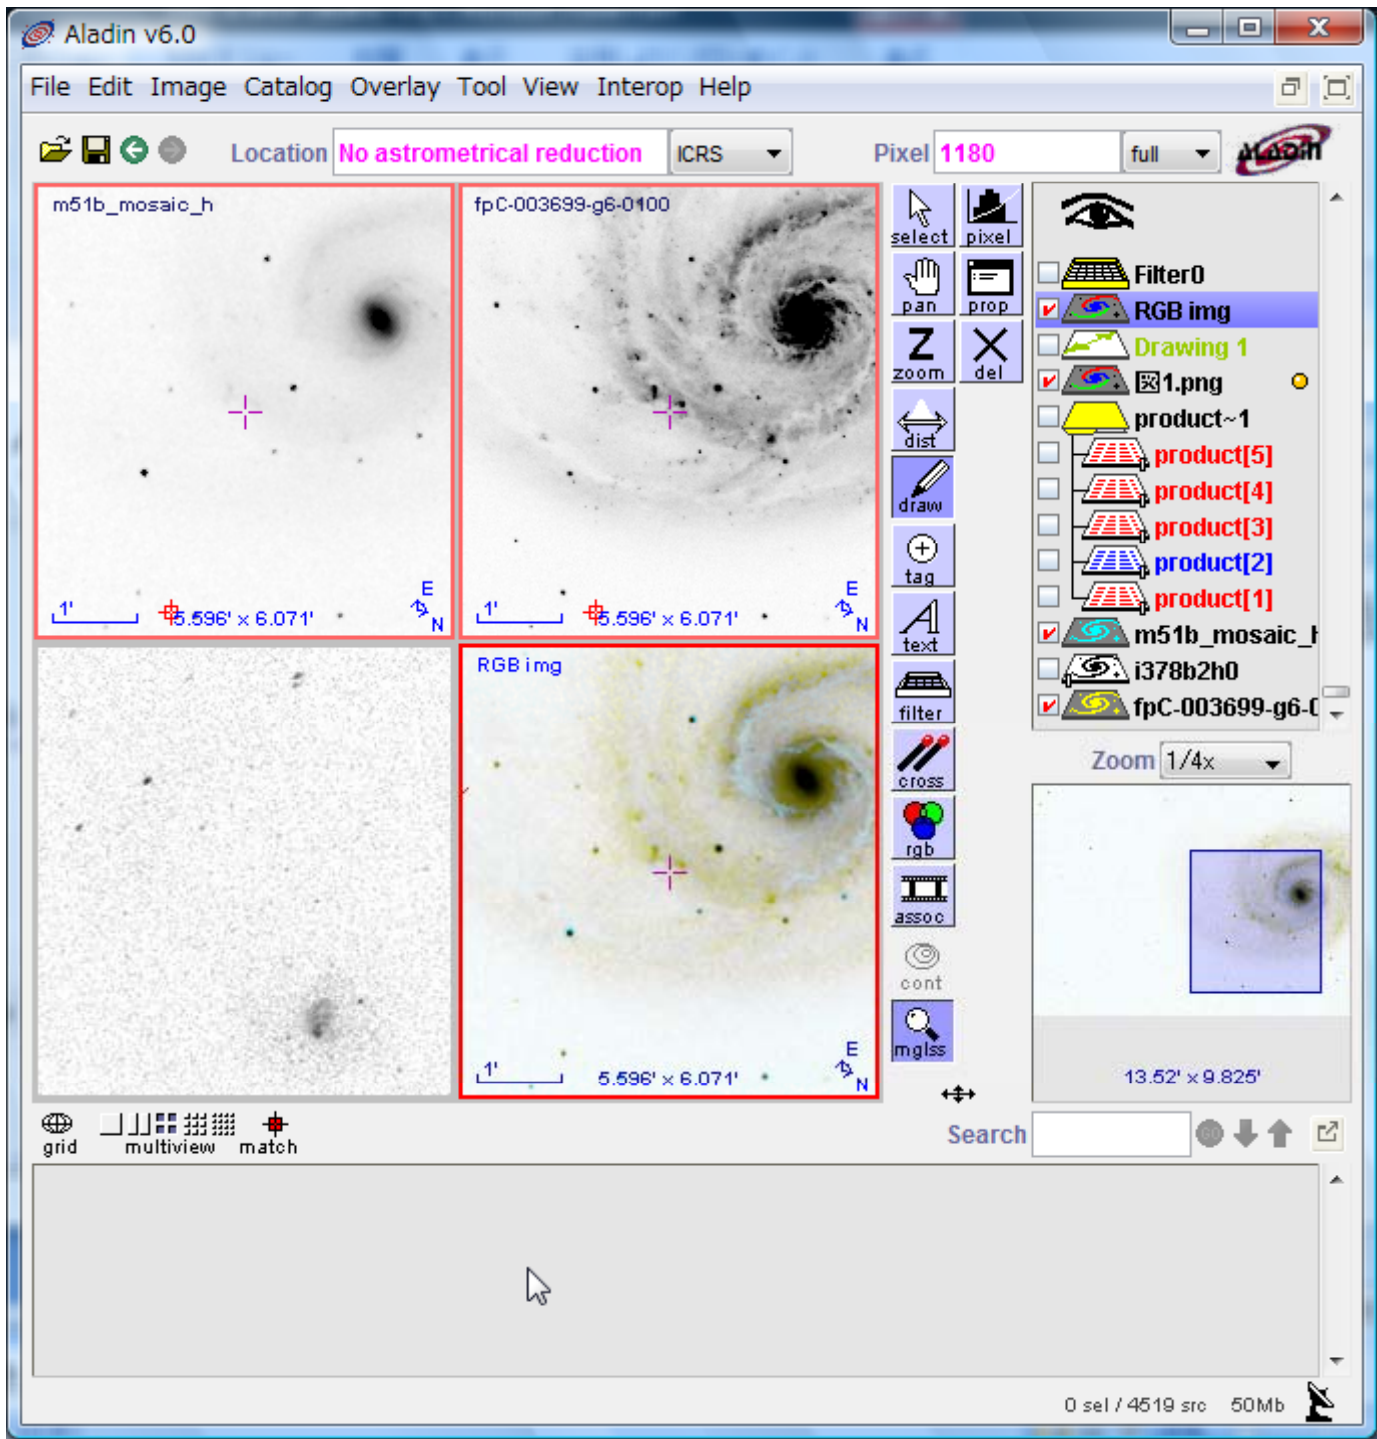 Aladin v6.0
File Edit Image Catalog Overlay Tool View Interop Help
Location No astrometrical reduction ICRS Pixel 1180 full ALADIN
m51b_mosaic_h
fpC-003699-g6-0100
1'
5.596' x 6.071'
E
N
1'
5.596' x 6.071'
E
N
RGB img
1'
5.596' x 6.071'
E
N
select pixel
pan prop
zoom del
dist
draw
tag
text
filter
cross
rgb
assoc
cont
mglss
Filter0
RGB img
Drawing 1
図1.png
product~1
product[5]
product[4]
product[3]
product[2]
product[1]
m51b_mosaic_h
i378b2h0
fpC-003699-g6-0
Zoom 1/4x
13.52' x 9.825'
grid multiview match
Search GO
0 sel / 4519 src 50Mb